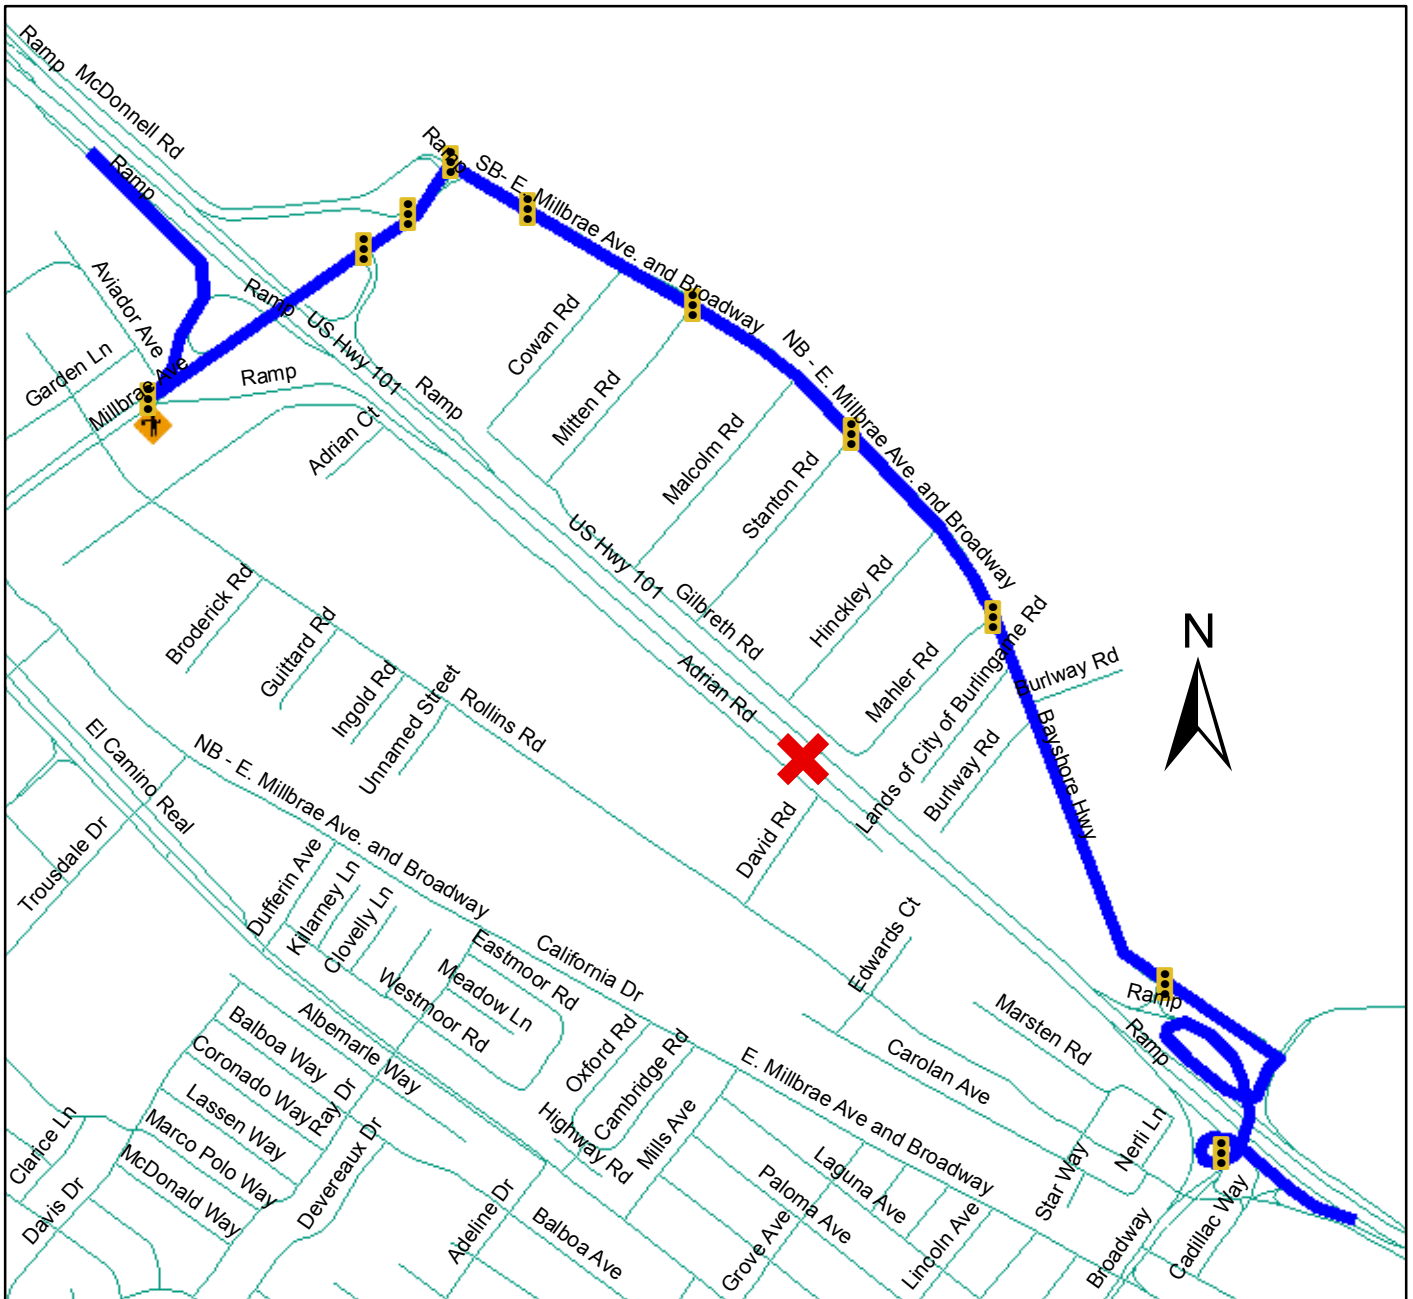 Ramp
McDonnell Rd
Ramp
Ramp
SB- E. Millbrae Ave. and Broadway
Aviador Ave
Ramp
US Hwy 101
Cowan Rd
NB - E. Millbrae Ave. and Broadway
Garden Ln
Millbrae Ave
Ramp
Ramp
Adrian Ct
Mitten Rd
Malcolm Rd
Stanton Rd
US Hwy 101
Gilbreth Rd
Hinckley Rd
Broderick Rd
Guittard Rd
Ingold Rd
Unnamed Street
Rollins Rd
Adrian Rd
Mahler Rd
Lands of City of Burlingame Rd
Burlway Rd
N
Burlway Rd
Bayshore Hwy
El Camino Real
NB - E. Millbrae Ave. and Broadway
Trousdale Dr
David Rd
Dufferin Ave
Killarney Ln
Clovelly Ln
Edwards Ct
Eastmoor Rd
California Dr
Meadow Ln
Westmoor Rd
Ramp
Ramp
Marsten Rd
Albemarle Way
Balboa Way
Coronado Way
Ray Dr
Oxford Rd
Cambridge Rd
Carolan Ave
E. Millbrae Ave and Broadway
Lassen Way
Marco Polo Way
McDonald Way
Clarice Ln
Davis Dr
Devereaux Dr
Highway Rd
Mills Ave
Nerli Ln
Star Way
Laguna Ave
Paloma Ave
Adeline Dr
Balboa Ave
Grove Ave
Lincoln Ave
Broadway
Cadillac Way